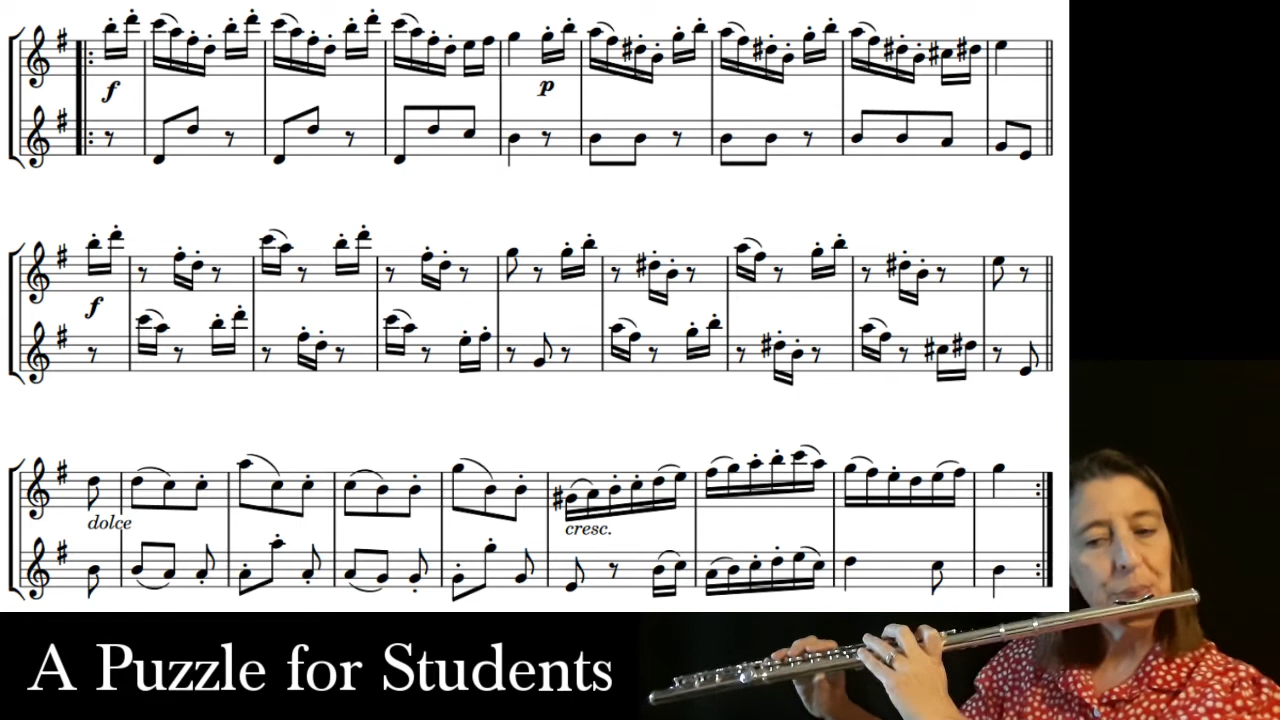 f
p
f
dolce
cresc.
A Puzzle for Students